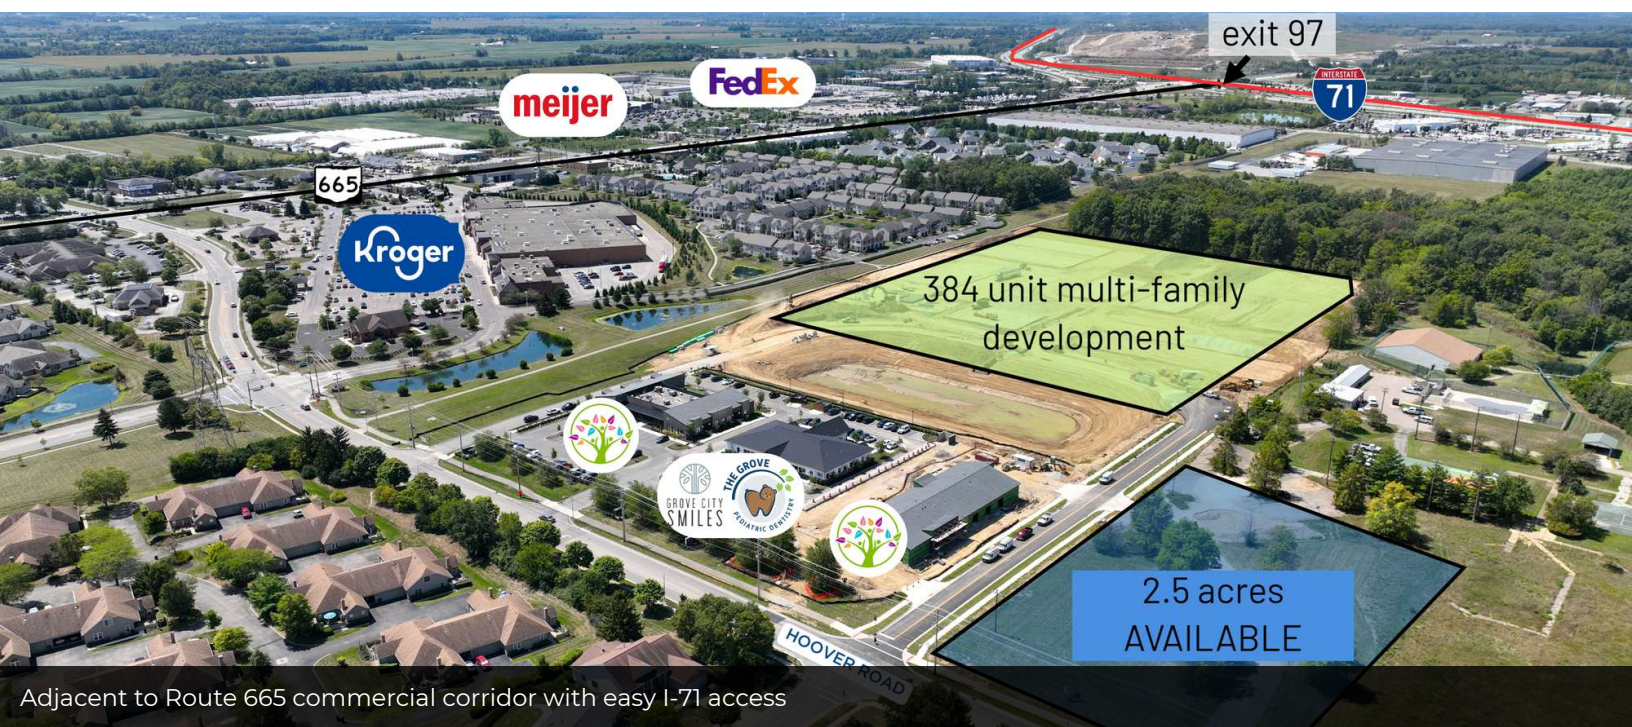 exit 97
FedEx
INTERSTATE
71
meijer
665
Kroger
384 unit multi-family
development
GROVE CITY
SMILES
THE GROVE
PEDIATRIC DENTISTRY
2.5 acres
AVAILABLE
HOOVER ROAD
Adjacent to Route 665 commercial corridor with easy I-71 access